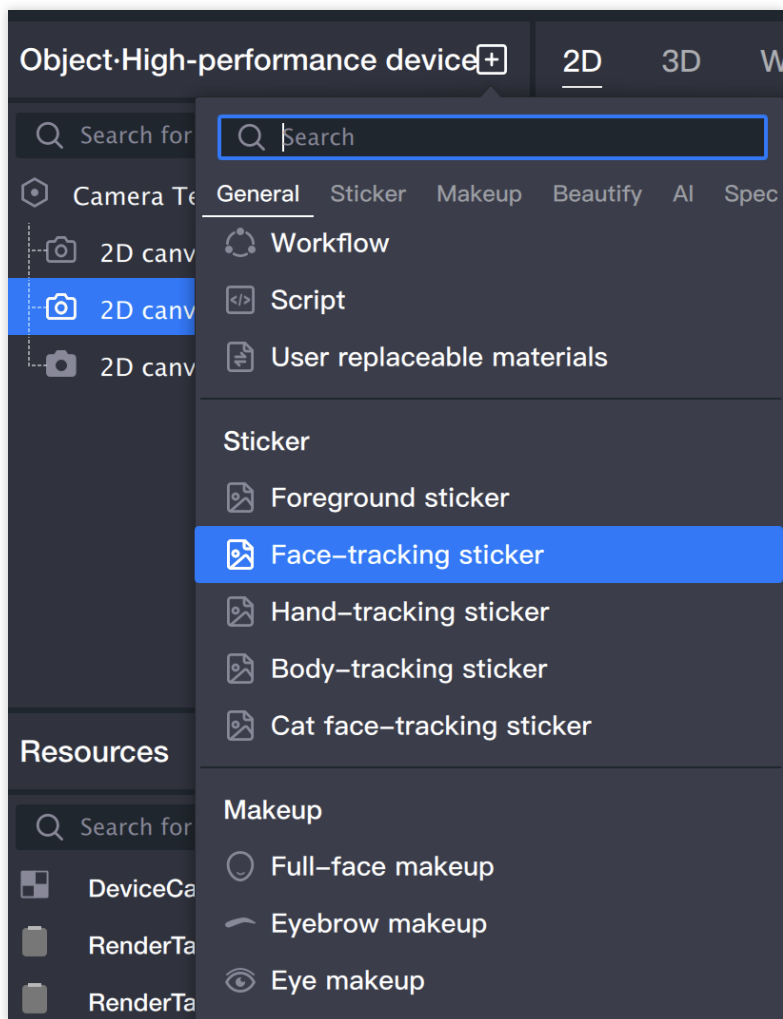 Object·High-performance device
2D 3D W
Search for
Search
General Sticker Makeup Beautify AI Spec
Camera Te
2D canv
2D canv
2D canv
Workflow
Script
User replaceable materials
Sticker
Foreground sticker
Face-tracking sticker
Hand-tracking sticker
Body-tracking sticker
Cat face-tracking sticker
Resources
Search for
DeviceCa
RenderTa
RenderTa
Makeup
Full-face makeup
Eyebrow makeup
Eye makeup